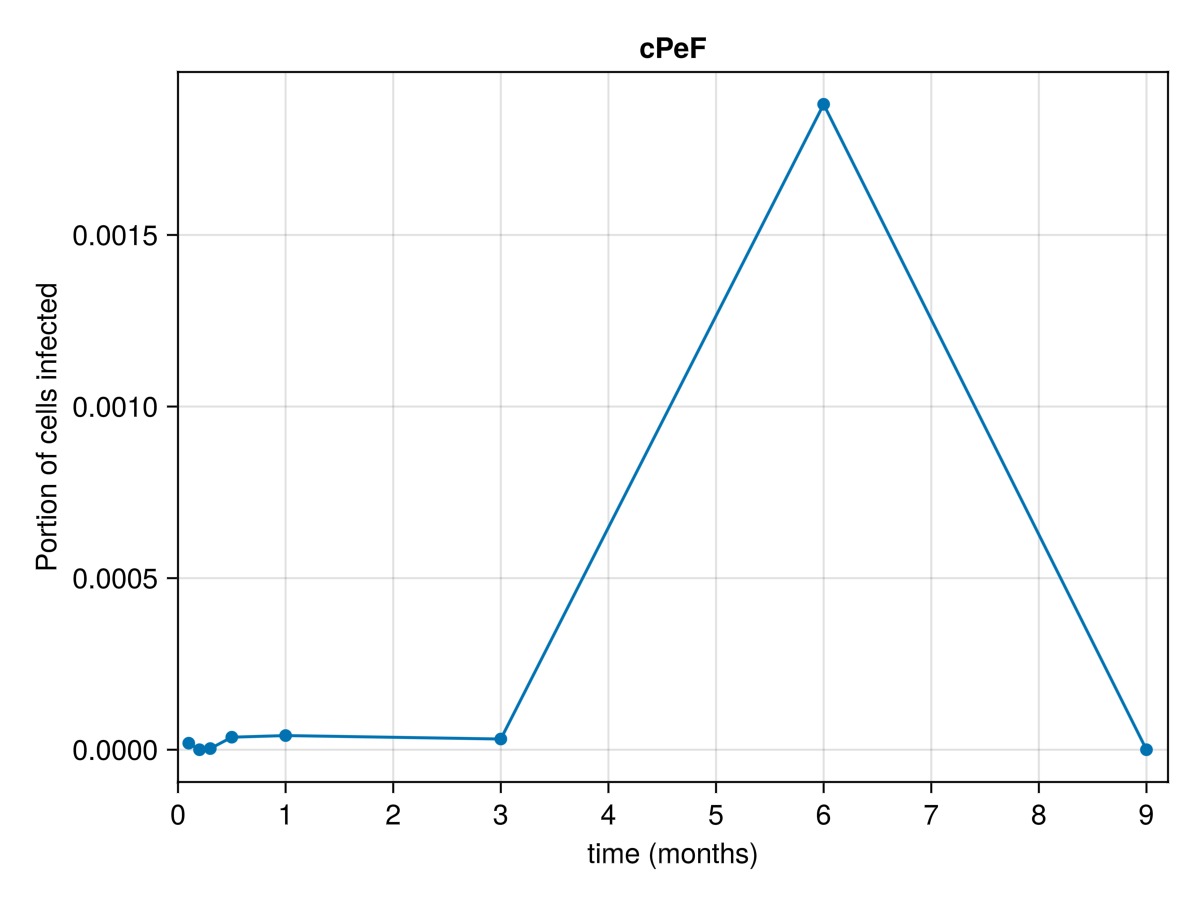 cPeF
Portion of cells infected
0.0015
0.0010
0.0005
0.0000
0 1 2 3 4 5 6 7 8 9
time (months)